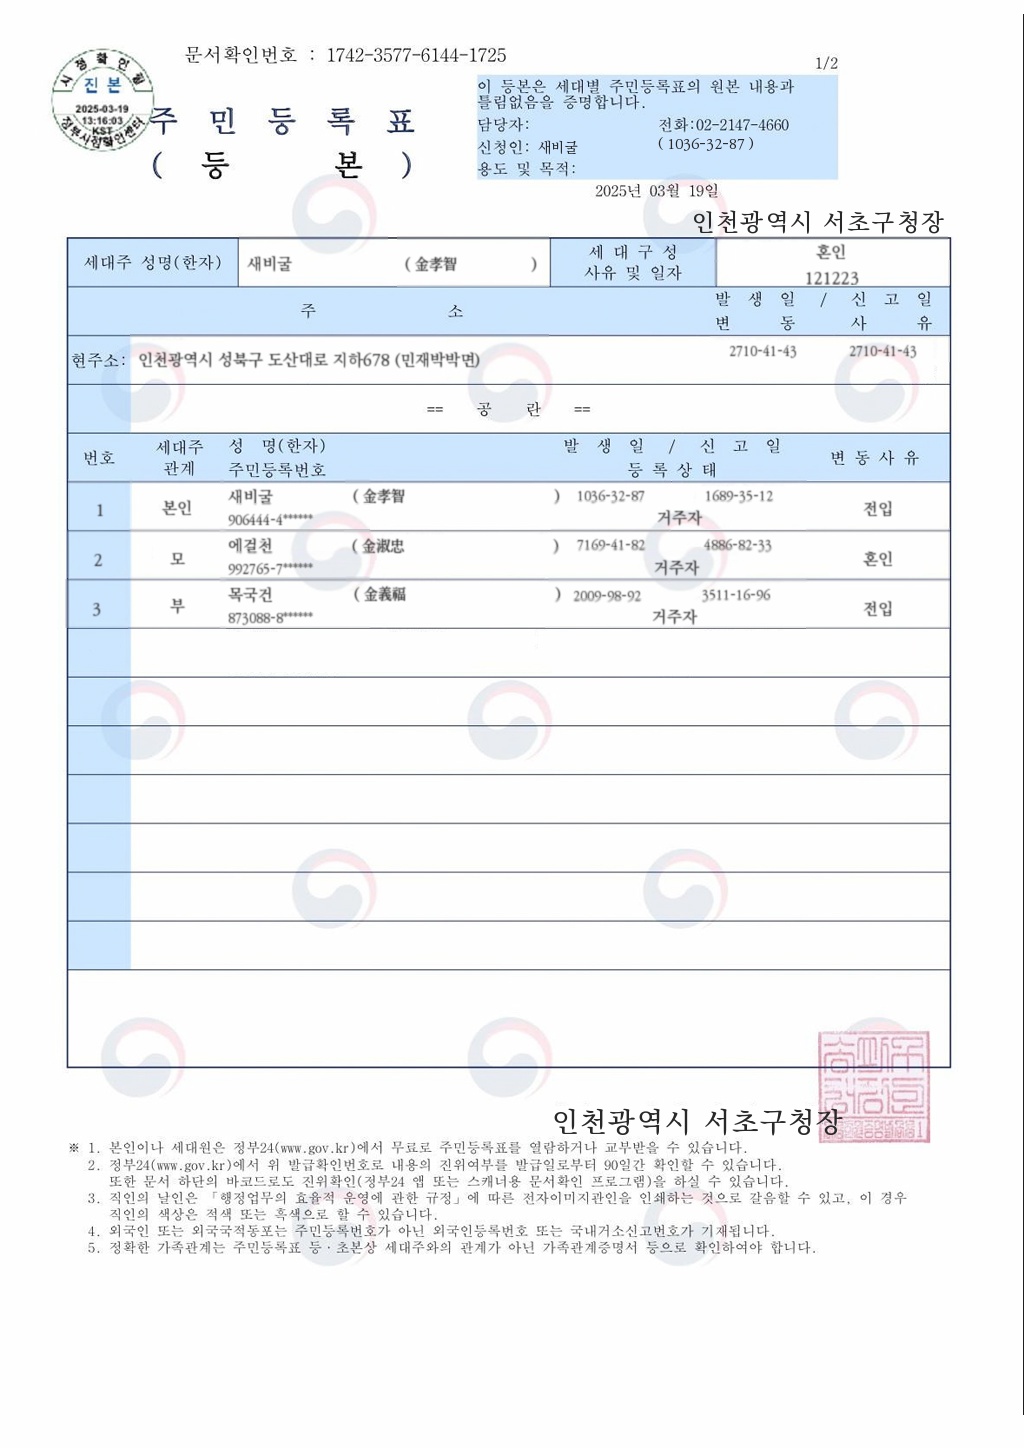 문서확인번호 : 1742-3577-6144-1725
1/2
시점확인필
진본
2025-03-19
13:16:03
KST
정부시점확인센터
주 민 등 록 표
( 등 본 )
이 등본은 세대별 주민등록표의 원본 내용과
틀림없음을 증명합니다.
담당자: 전화:02-2147-4660
신청인: 새비굴 ( 1036-32-87 )
용도 및 목적:
2025년 03월 19일
인천광역시 서초구청장
세대주 성명(한자) 새비굴 ( 金孝智 ) 세 대 구 성 사유 및 일자 혼인 121223
주 소 발 생 일 / 신 고 일
변 동 사 유
현주소: 인천광역시 성북구 도산대로 지하678 (민재박박면) 2710-41-43 2710-41-43
== 공 란 ==
번호 세대주 관계 성 명(한자) 주민등록번호 발 생 일 / 신 고 일 등 록 상 태 변 동 사 유
1 본인 새비굴 ( 金孝智 ) 1036-32-87 1689-35-12 전입
906444-4****** 거주자
2 모 에걸천 ( 金淑忠 ) 7169-41-82 4886-82-33 혼인
992765-7****** 거주자
3 부 목국건 ( 金義福 ) 2009-98-92 3511-16-96 전입
873088-8****** 거주자
인천광역시 서초구청장
※ 1. 본인이나 세대원은 정부24(www.gov.kr)에서 무료로 주민등록표를 열람하거나 교부받을 수 있습니다.
2. 정부24(www.gov.kr)에서 위 발급확인번호로 내용의 진위여부를 발급일로부터 90일간 확인할 수 있습니다.
또한 문서 하단의 바코드로도 진위확인(정부24 앱 또는 스캐너용 문서확인 프로그램)을 하실 수 있습니다.
3. 직인의 날인은 「행정업무의 효율적 운영에 관한 규정」에 따른 전자이미지관인을 인쇄하는 것으로 갈음할 수 있고, 이 경우
직인의 색상은 적색 또는 흑색으로 할 수 있습니다.
4. 외국인 또는 외국국적동포는 주민등록번호가 아닌 외국인등록번호 또는 국내거소신고번호가 기재됩니다.
5. 정확한 가족관계는 주민등록표 등·초본상 세대주와의 관계가 아닌 가족관계증명서 등으로 확인하여야 합니다.